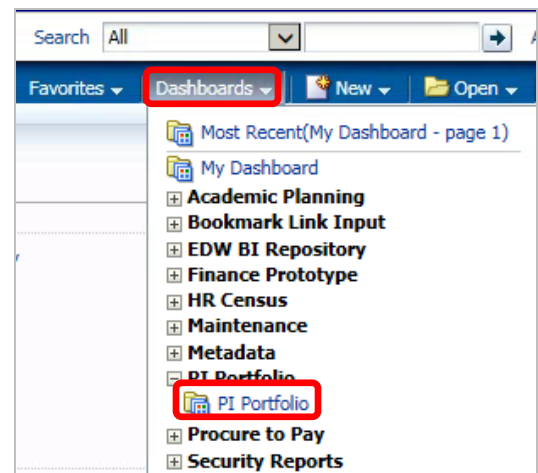 Search All
Favorites Dashboards New Open
Most Recent(My Dashboard - page 1)
My Dashboard
Academic Planning
Bookmark Link Input
EDW BI Repository
Finance Prototype
HR Census
Maintenance
Metadata
PI Portfolio
PI Portfolio
Procure to Pay
Security Reports